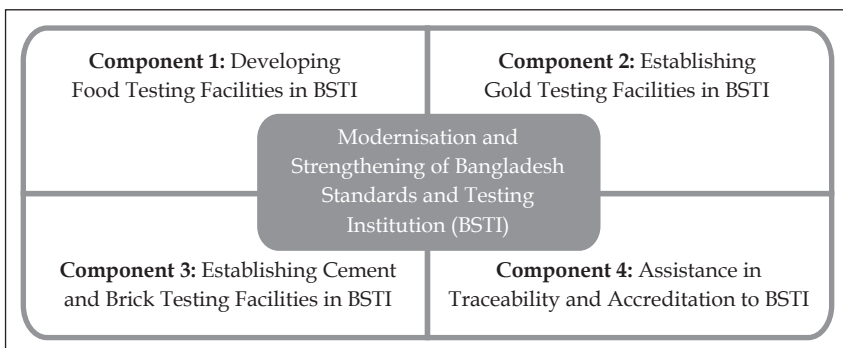 Component 1: Developing
Food Testing Facilities in BSTI
Component 2: Establishing
Gold Testing Facilities in BSTI
Modernisation and
Strengthening of Bangladesh
Standards and Testing
Institution (BSTI)
Component 3: Establishing Cement
and Brick Testing Facilities in BSTI
Component 4: Assistance in
Traceability and Accreditation to BSTI